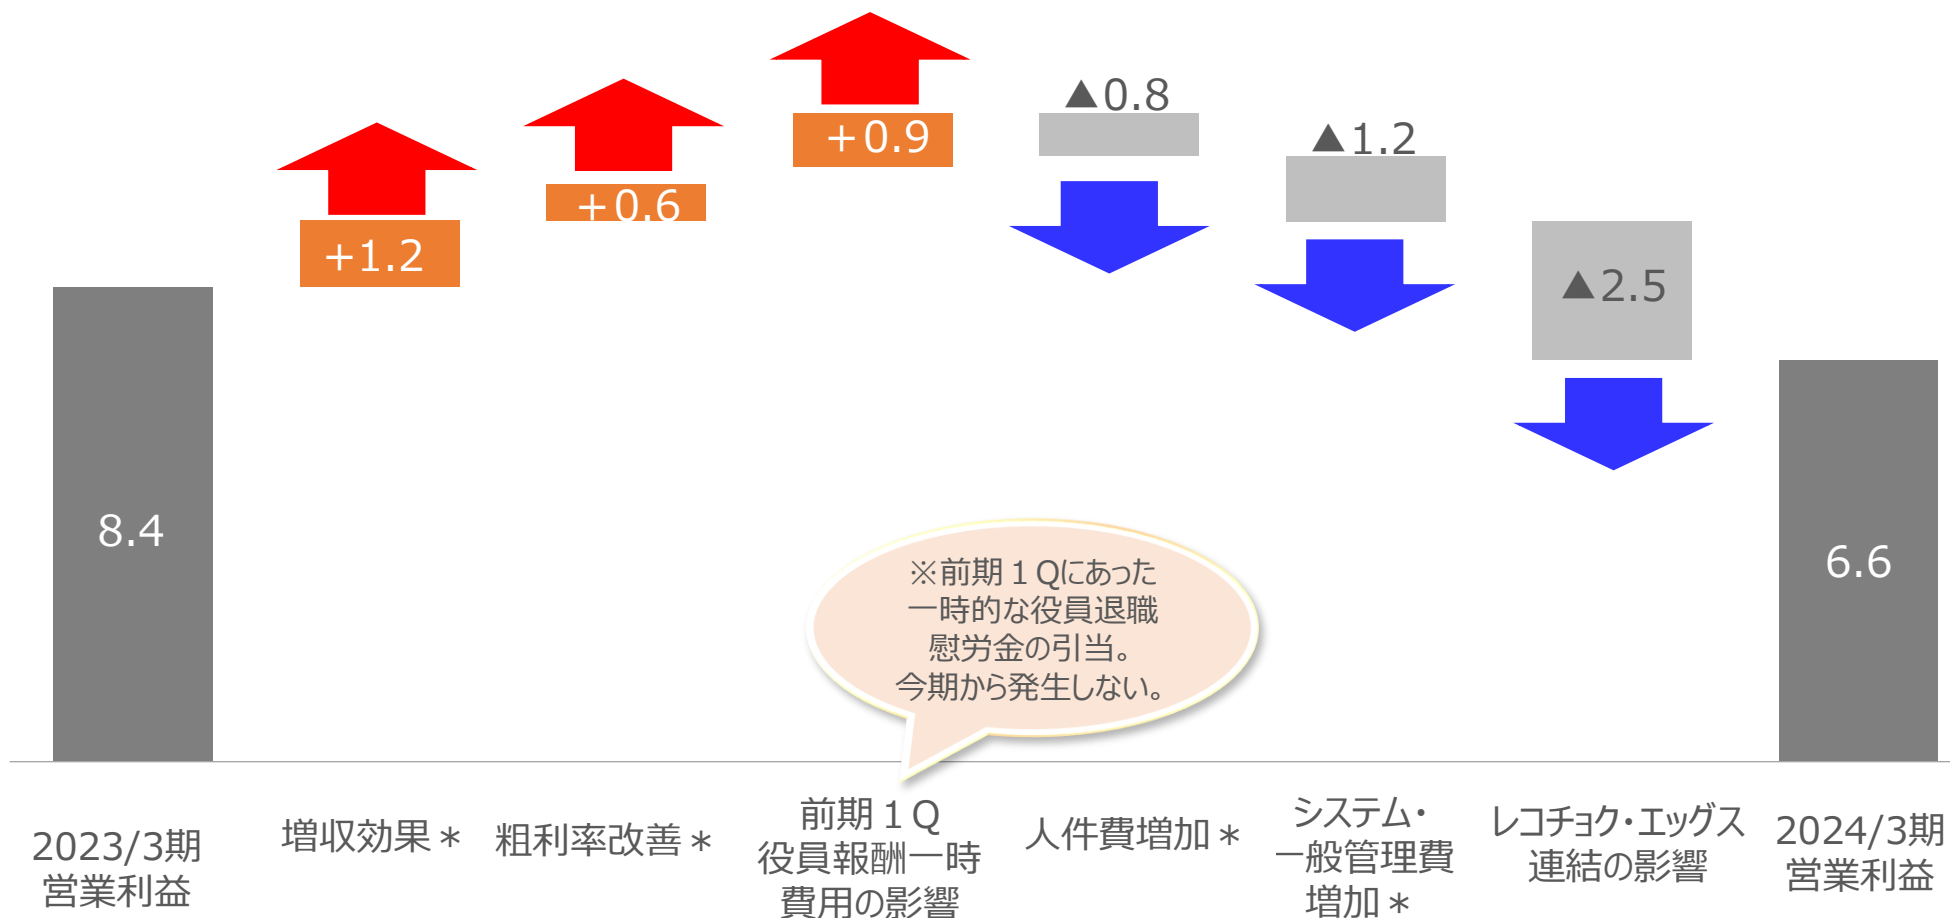 +1.2
+0.6
+0.9
▲0.8
▲1.2
▲2.5
8.4
6.6
※前期１Qにあった
一時的な役員退職
慰労金の引当。
今期から発生しない。
2023/3期
営業利益
増収効果＊
粗利率改善＊
前期１Q
役員報酬一時
費用の影響
人件費増加＊
システム・
一般管理費
増加＊
レコチョク・エッグス
連結の影響
2024/3期
営業利益